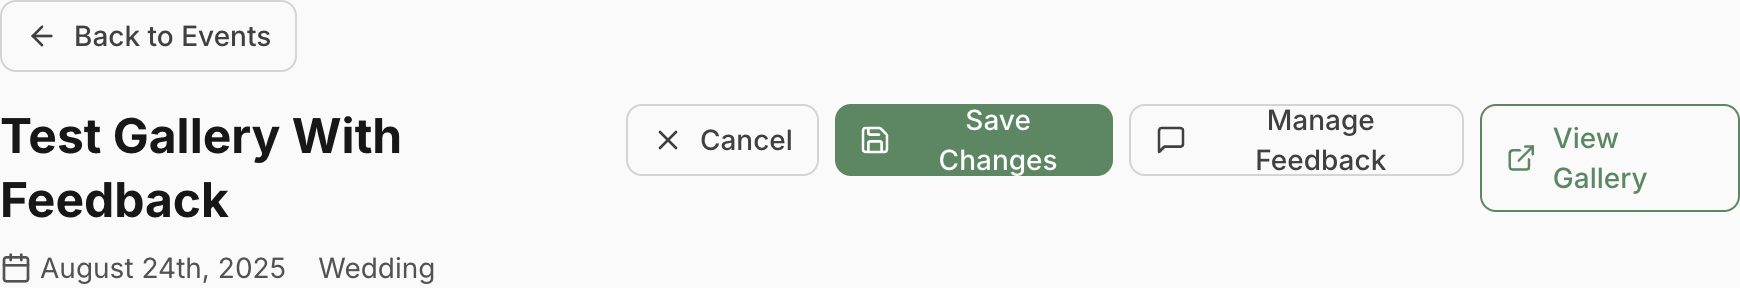 Back to Events
Test Gallery With
Feedback
Cancel
Save
Changes
Manage
Feedback
View
Gallery
August 24th, 2025 Wedding